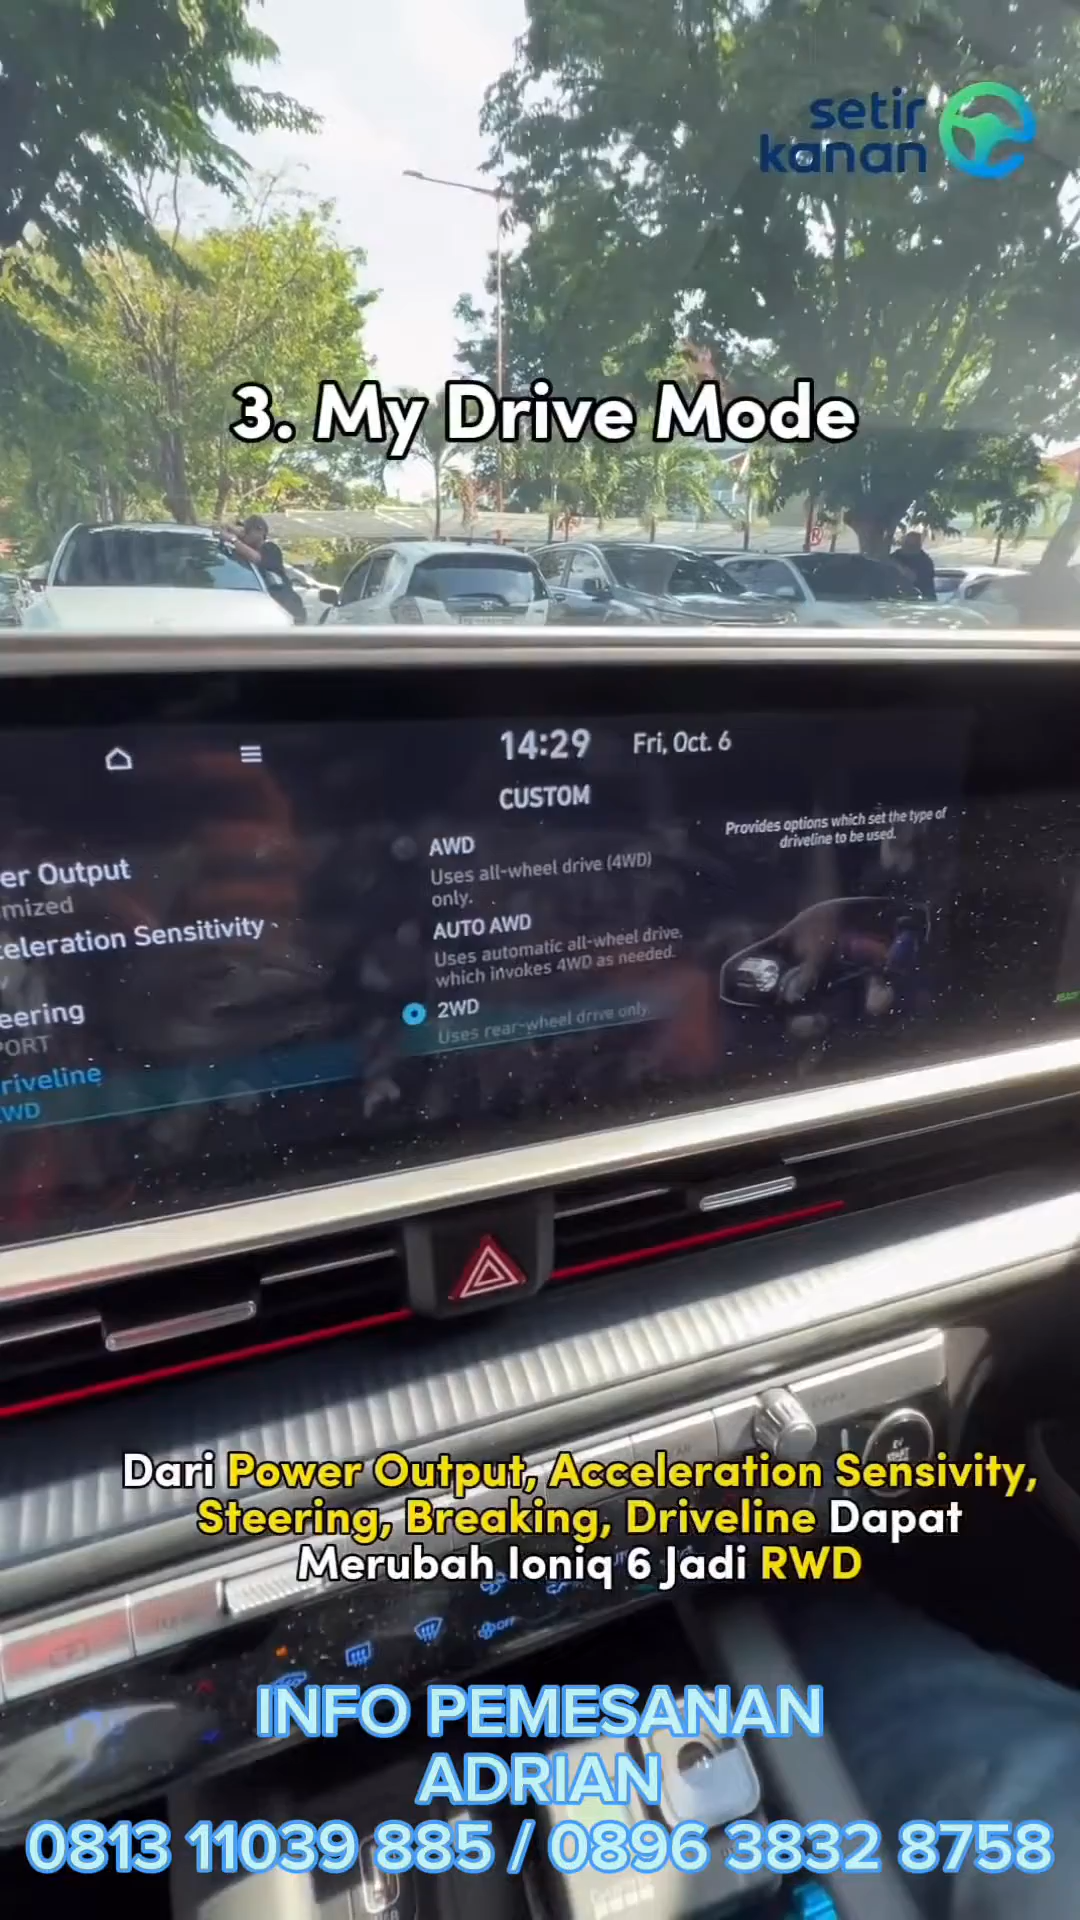 setir
kanan
3. My Drive Mode
14:29 Fri, Oct. 6
CUSTOM
er Output
mized
eleration Sensitivity
eering
PORT
riveline
WD
AWD
Uses all-wheel drive (4WD)
only.
AUTO AWD
Uses automatic all-wheel drive,
which invokes 4WD as needed.
2WD
Uses rear-wheel drive only.
Provides options which set the type of
driveline to be used.
Dari Power Output, Acceleration Sensivity,
Steering, Breaking, Driveline Dapat
Merubah Ioniq 6 Jadi RWD
INFO PEMESANAN
ADRIAN
0813 11039 885 / 0896 3832 8758